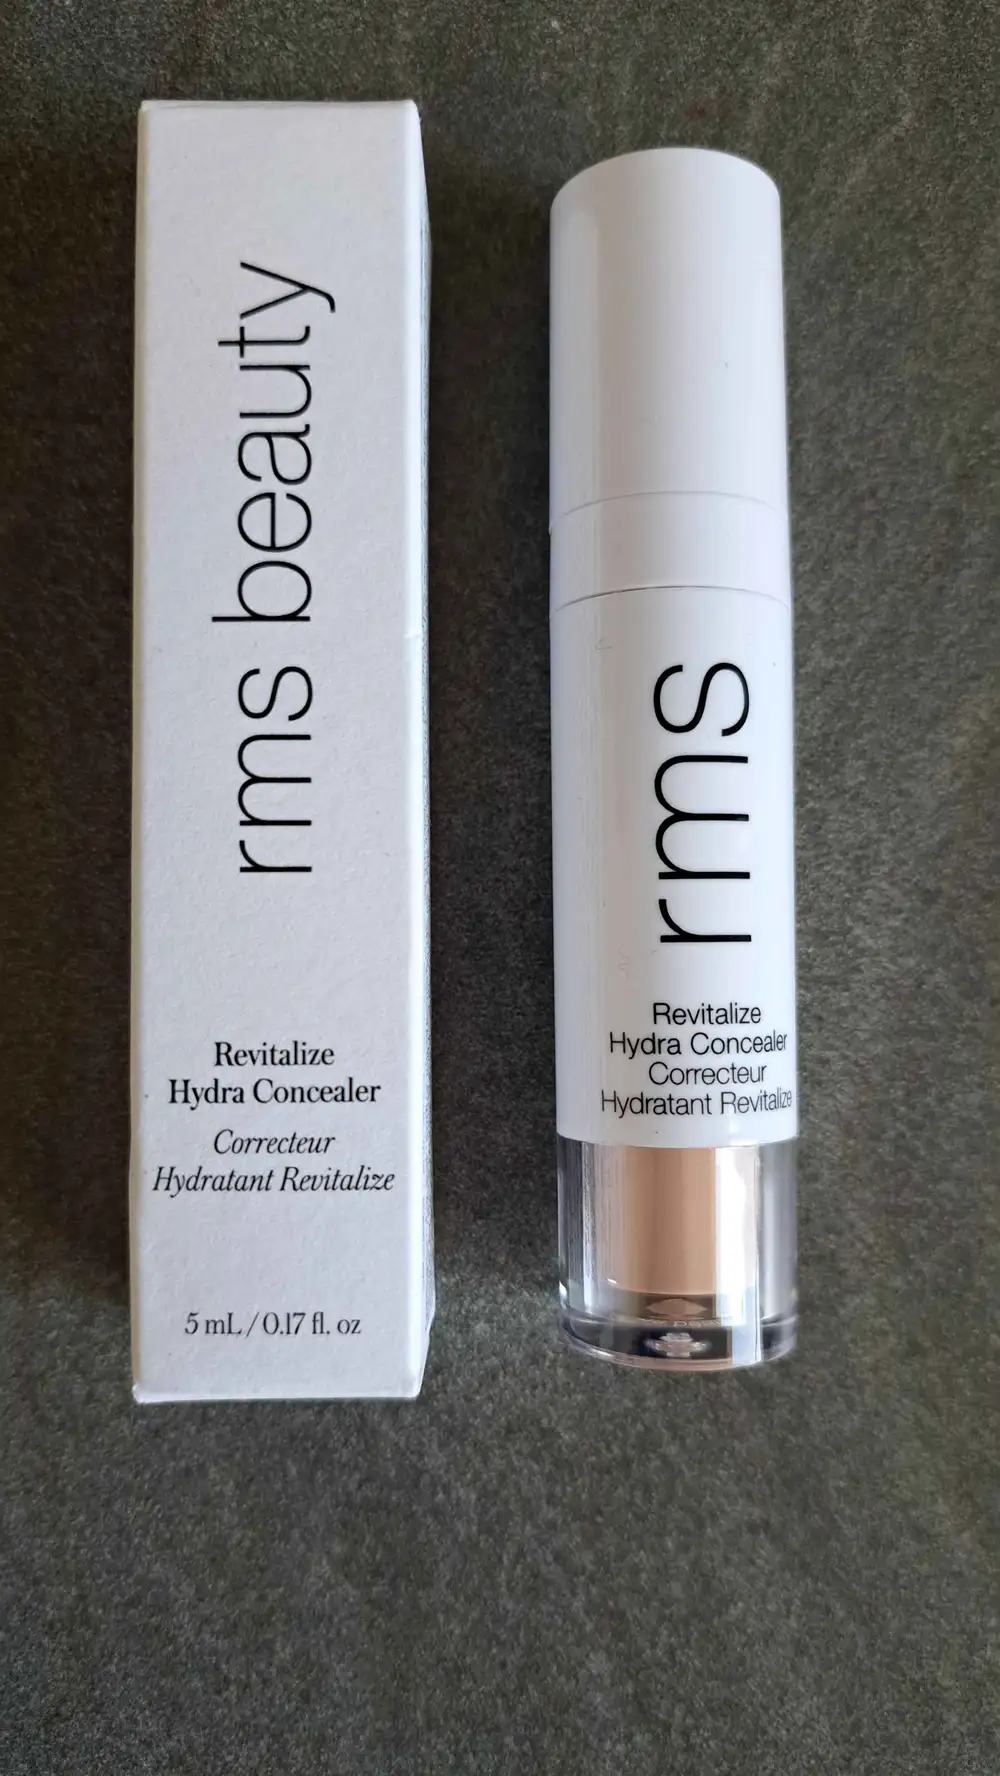 rms beauty
Revitalize
Hydra Concealer
Correcteur
Hydratant Revitalize
5 mL / 0.17 fl. oz
rms
Revitalize
Hydra Concealer
Correcteur
Hydratant Revitalize